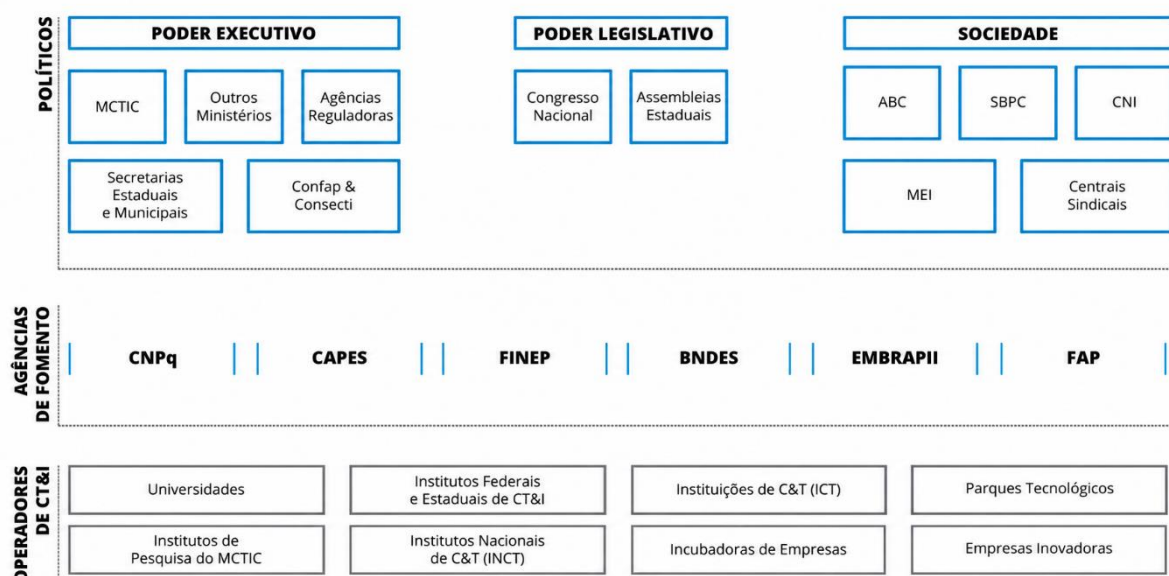 POLÍTICOS
PODER EXECUTIVO
PODER LEGISLATIVO
SOCIEDADE
MCTIC
Outros
Ministérios
Agências
Reguladoras
Congresso
Nacional
Assembleias
Estaduais
ABC
SBPC
CNI
Secretarias
Estaduais
e Municipais
Confap &
Consecti
MEI
Centrais
Sindicais
AGÊNCIAS
DE FOMENTO
CNPq
CAPES
FINEP
BNDES
EMBRAPII
FAP
OPERADORES
DE CT&I
Universidades
Institutos Federais
e Estaduais de CT&I
Instituições de C&T (ICT)
Parques Tecnológicos
Institutos de
Pesquisa do MCTIC
Institutos Nacionais
de C&T (INCT)
Incubadoras de Empresas
Empresas Inovadoras